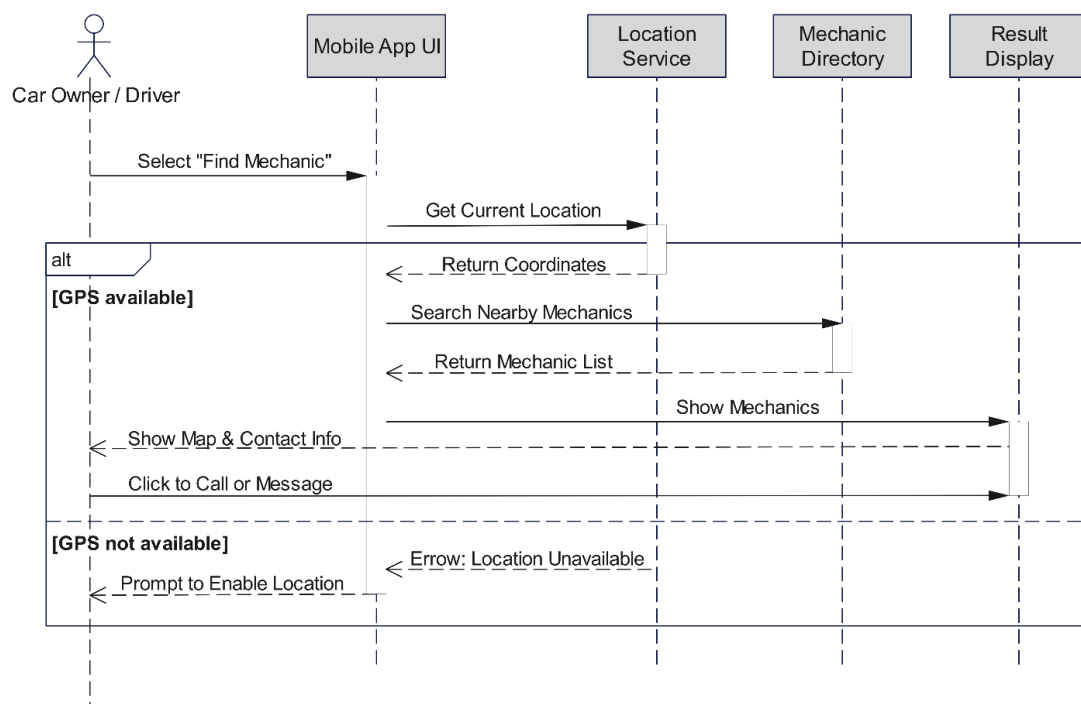 Car Owner / Driver
Mobile App UI
Location
Service
Mechanic
Directory
Result
Display
Select "Find Mechanic"
Get Current Location
alt
Return Coordinates
[GPS available]
Search Nearby Mechanics
Return Mechanic List
Show Mechanics
Show Map & Contact Info
Click to Call or Message
[GPS not available]
Errow: Location Unavailable
Prompt to Enable Location